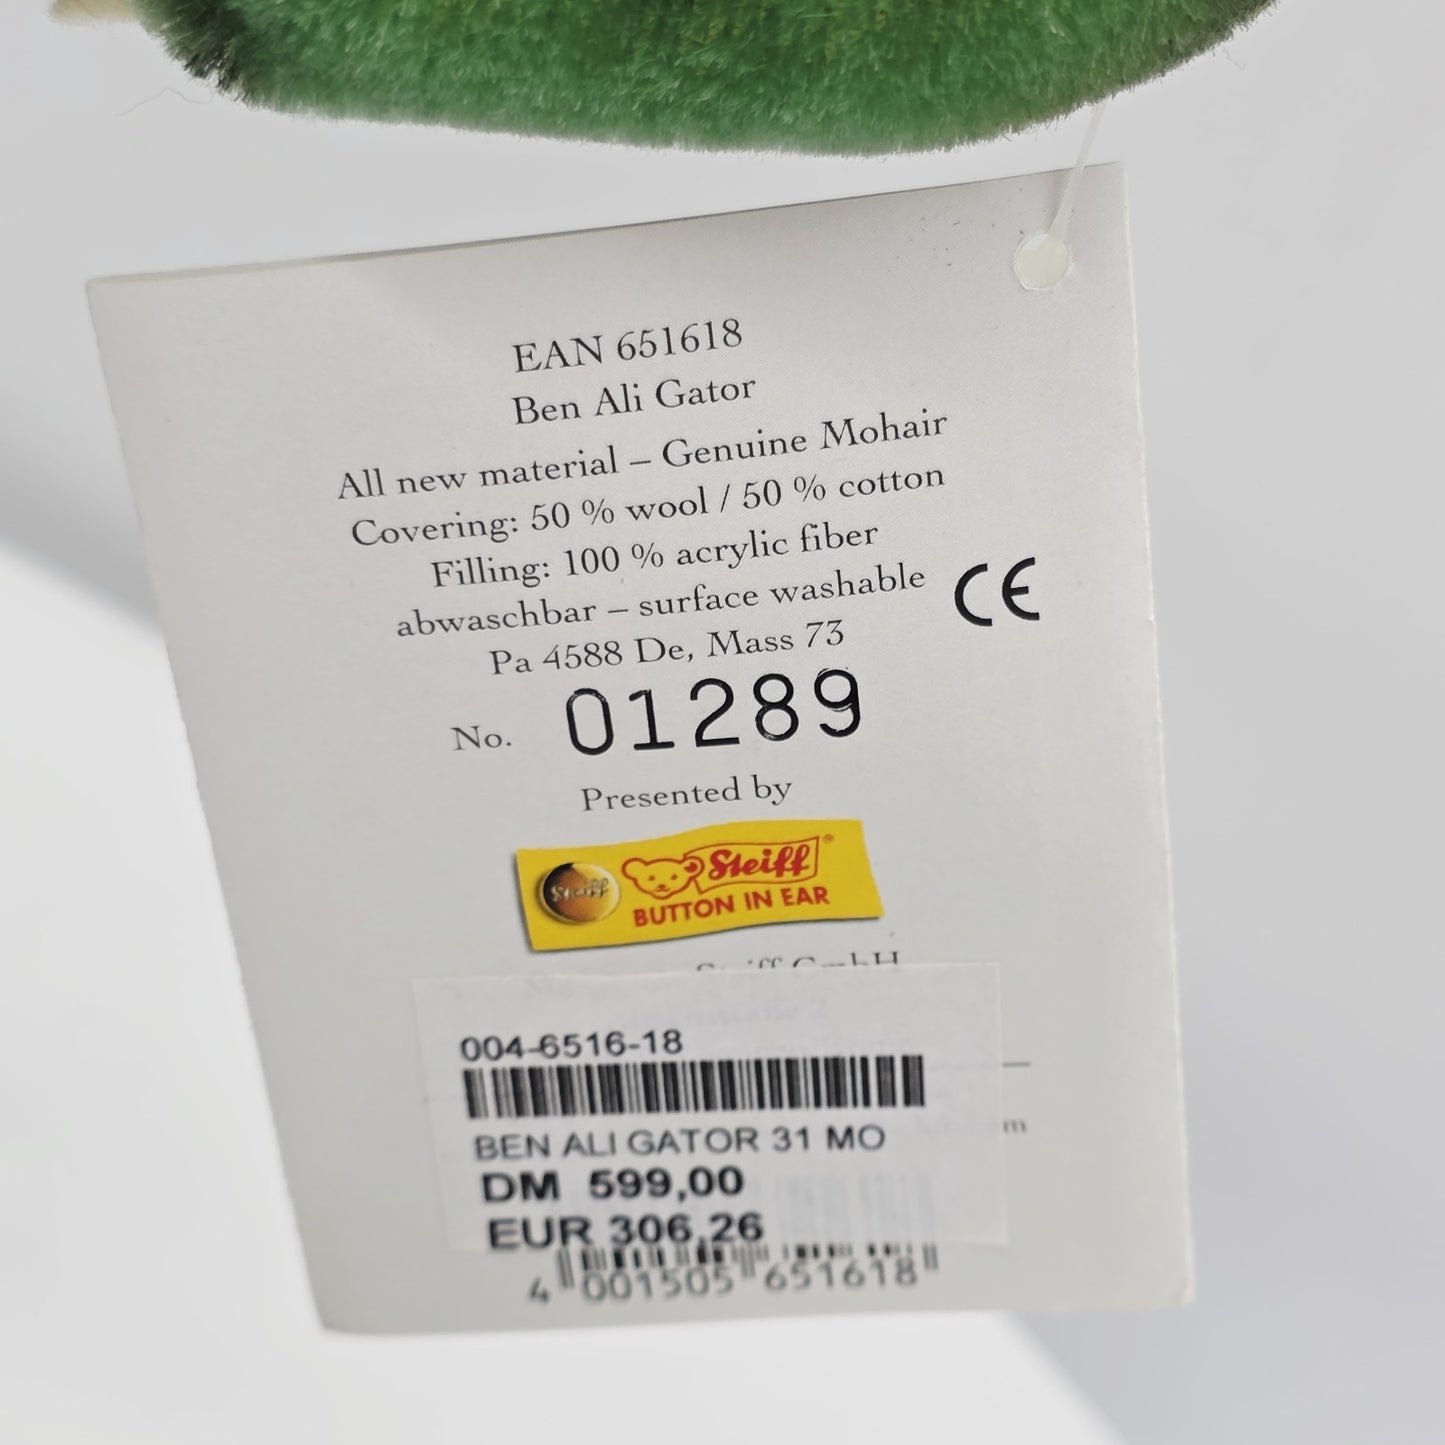 EAN 651618
Ben Ali Gator
All new material – Genuine Mohair
Covering: 50 % wool / 50 % cotton
Filling: 100 % acrylic fiber
abwaschbar – surface washable
CE
Pa 4588 De, Mass 73
No. 01289
Presented by
Steiff
Steiff®
BUTTON IN EAR
Steiff GmbH
004-6516-18
BEN ALI GATOR 31 MO
DM 599,00
EUR 306,26
4 001505 651618